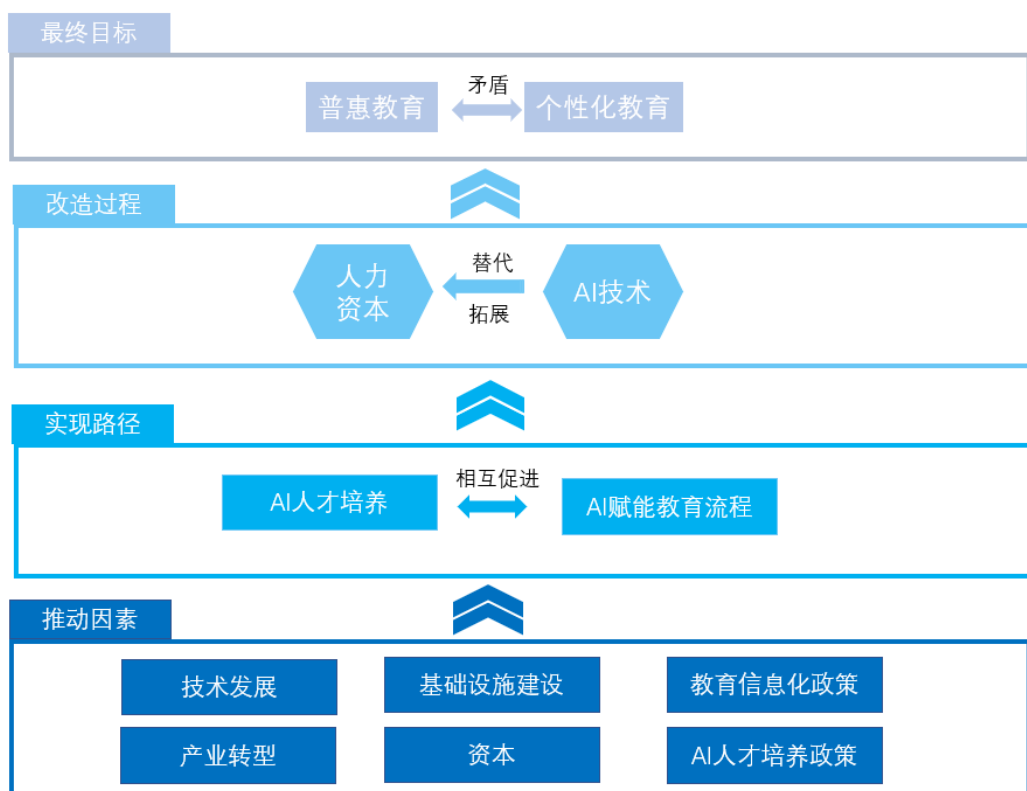 最终目标
矛盾
普惠教育
个性化教育
改造过程
人力
资本
替代
拓展
AI技术
实现路径
相互促进
AI人才培养
AI赋能教育流程
推动因素
技术发展
基础设施建设
教育信息化政策
产业转型
资本
AI人才培养政策